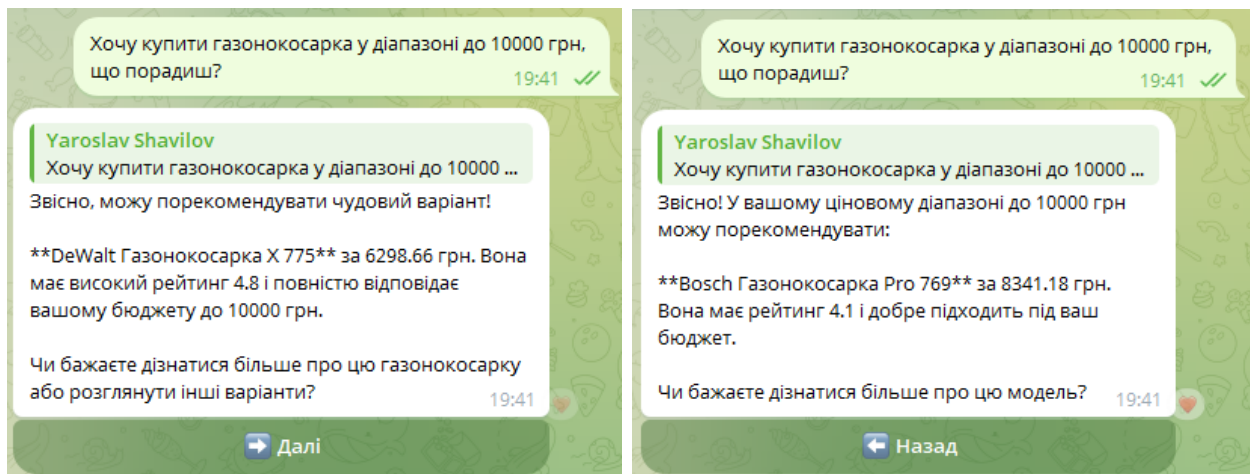 Хочу купити газонокосарка у діапазоні до 10000 грн,
що порадиш?
19:41
Yaroslav Shavilov
Хочу купити газонокосарка у діапазоні до 10000 ...
Звісно, можу порекомендувати чудовий варіант!
**DeWalt Газонокосарка X 775** за 6298.66 грн. Вона
має високий рейтинг 4.8 і повністю відповідає
вашому бюджету до 10000 грн.
Чи бажаєте дізнатися більше про цю газонокосарку
або розглянути інші варіанти?
19:41
Далі
Хочу купити газонокосарка у діапазоні до 10000 грн,
що порадиш?
19:41
Yaroslav Shavilov
Хочу купити газонокосарка у діапазоні до 10000 ...
Звісно! У вашому ціновому діапазоні до 10000 грн
можу порекомендувати:
**Bosch Газонокосарка Pro 769** за 8341.18 грн.
Вона має рейтинг 4.1 і добре підходить під ваш
бюджет.
Чи бажаєте дізнатися більше про цю модель?
19:41
Назад